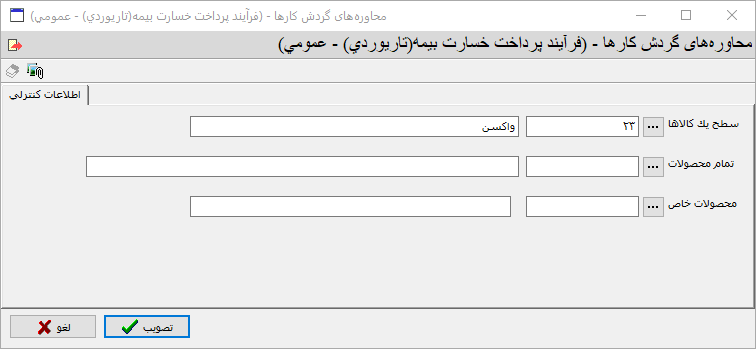 محاوره‌های گردش کارها - (فرآیند پرداخت خسارت بیمه(تاریوردي) - عمومي)
محاوره‌های گردش کارها - (فرآیند پرداخت خسارت بیمه(تاریوردي) - عمومي)
اطلاعات کنترلي
سطح یك کالاها ... ۲۳ واکسن
تمام محصولات ...
محصولات خاص ...
تصویب لغو